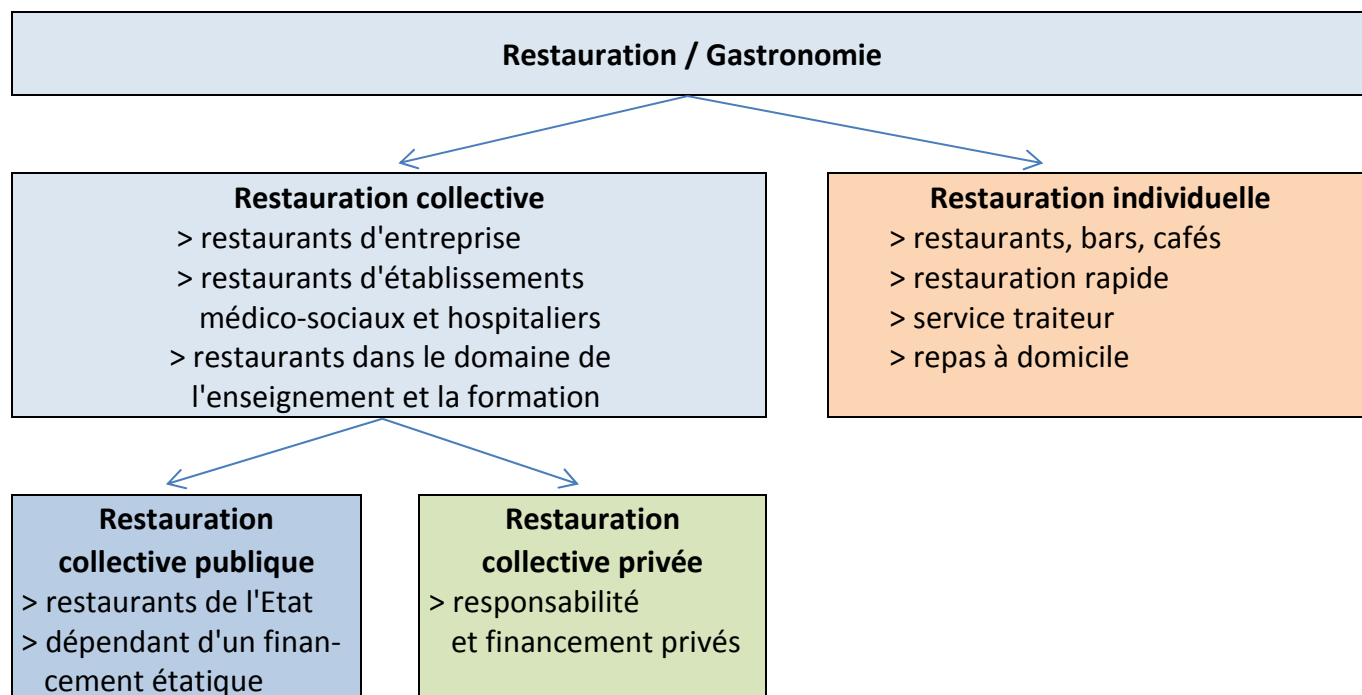 Restauration / Gastronomie
Restauration collective
> restaurants d'entreprise
> restaurants d'établissements
médico-sociaux et hospitaliers
> restaurants dans le domaine de
l'enseignement et la formation
Restauration individuelle
> restaurants, bars, cafés
> restauration rapide
> service traiteur
> repas à domicile
Restauration
collective publique
> restaurants de l'Etat
> dépendant d'un finan-
cement étatique
Restauration
collective privée
> responsabilité
et financement privés